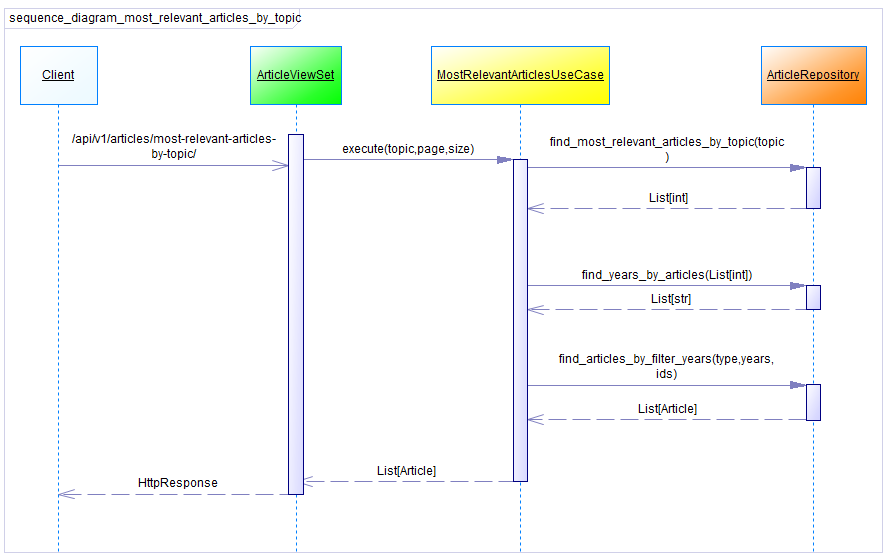 sequence_diagram_most_relevant_articles_by_topic
Client
ArticleViewSet
MostRelevantArticlesUseCase
ArticleRepository
/api/v1/articles/most-relevant-articles-
by-topic/
execute(topic,page,size)
find_most_relevant_articles_by_topic(topic
)
List[int]
find_years_by_articles(List[int])
List[str]
find_articles_by_filter_years(type,years,
ids)
List[Article]
List[Article]
HttpResponse